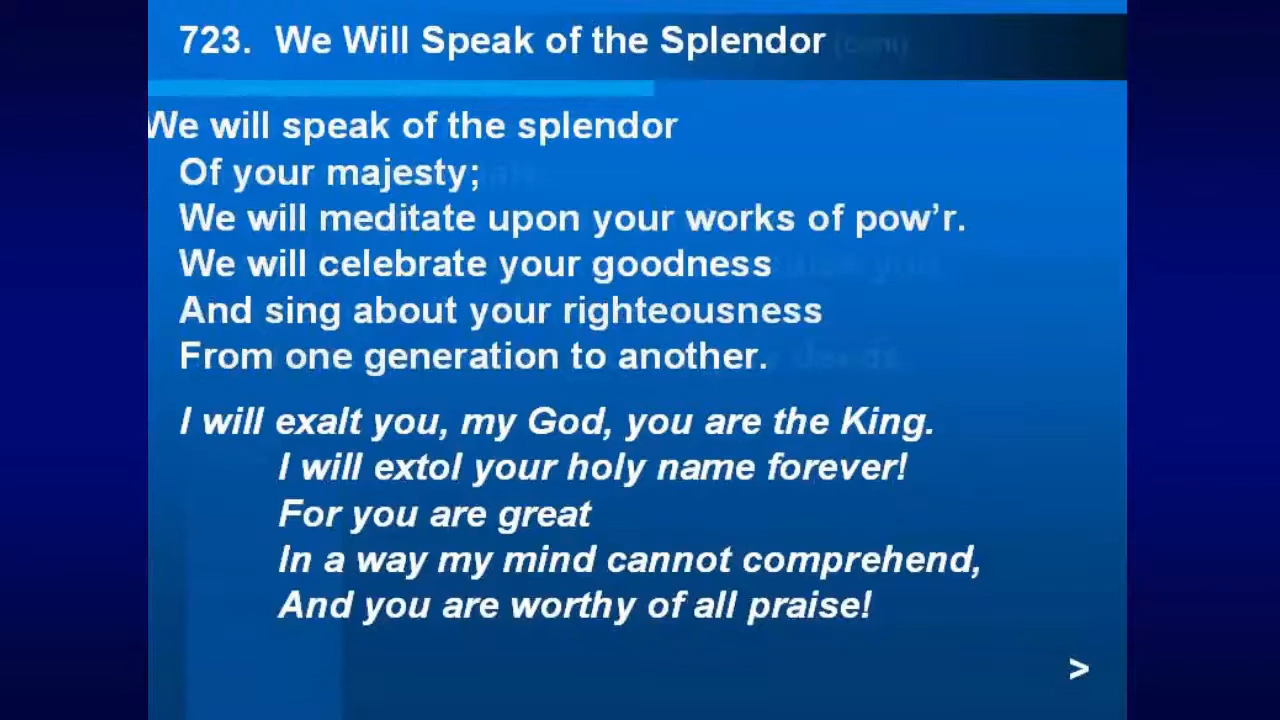 723. We Will Speak of the Splendor (cont)
We will speak of the splendor
Of your majesty;
We will meditate upon your works of pow’r.
We will celebrate your goodness
And sing about your righteousness
From one generation to another. deeds.
I will exalt you, my God, you are the King.
I will extol your holy name forever!
For you are great
In a way my mind cannot comprehend,
And you are worthy of all praise!
>